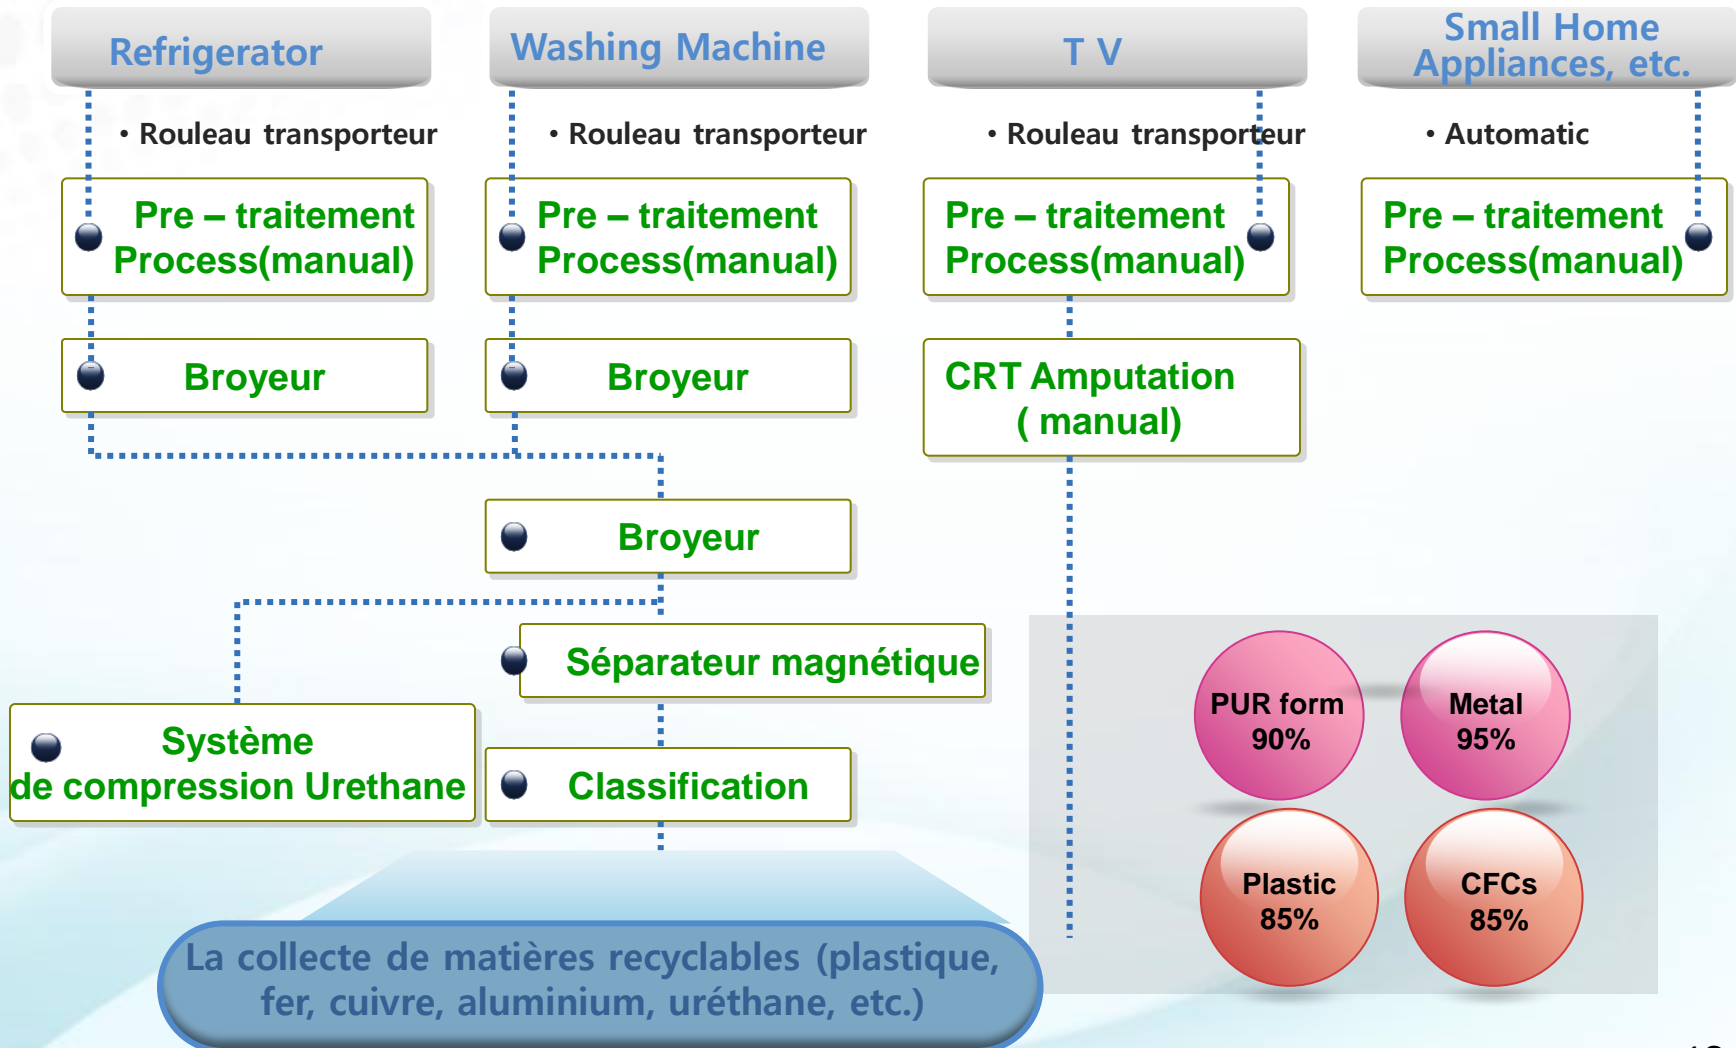 Refrigerator
Washing Machine
T V
Small Home
Appliances, etc.
• Rouleau transporteur
• Rouleau transporteur
• Rouleau transporteur
• Automatic
Pre – traitement
Process(manual)
Pre – traitement
Process(manual)
Pre – traitement
Process(manual)
Pre – traitement
Process(manual)
Broyeur
Broyeur
CRT Amputation
( manual)
Broyeur
Séparateur magnétique
Système
de compression Urethane
Classification
PUR form
90%
Metal
95%
Plastic
85%
CFCs
85%
La collecte de matières recyclables (plastique,
fer, cuivre, aluminium, uréthane, etc.)